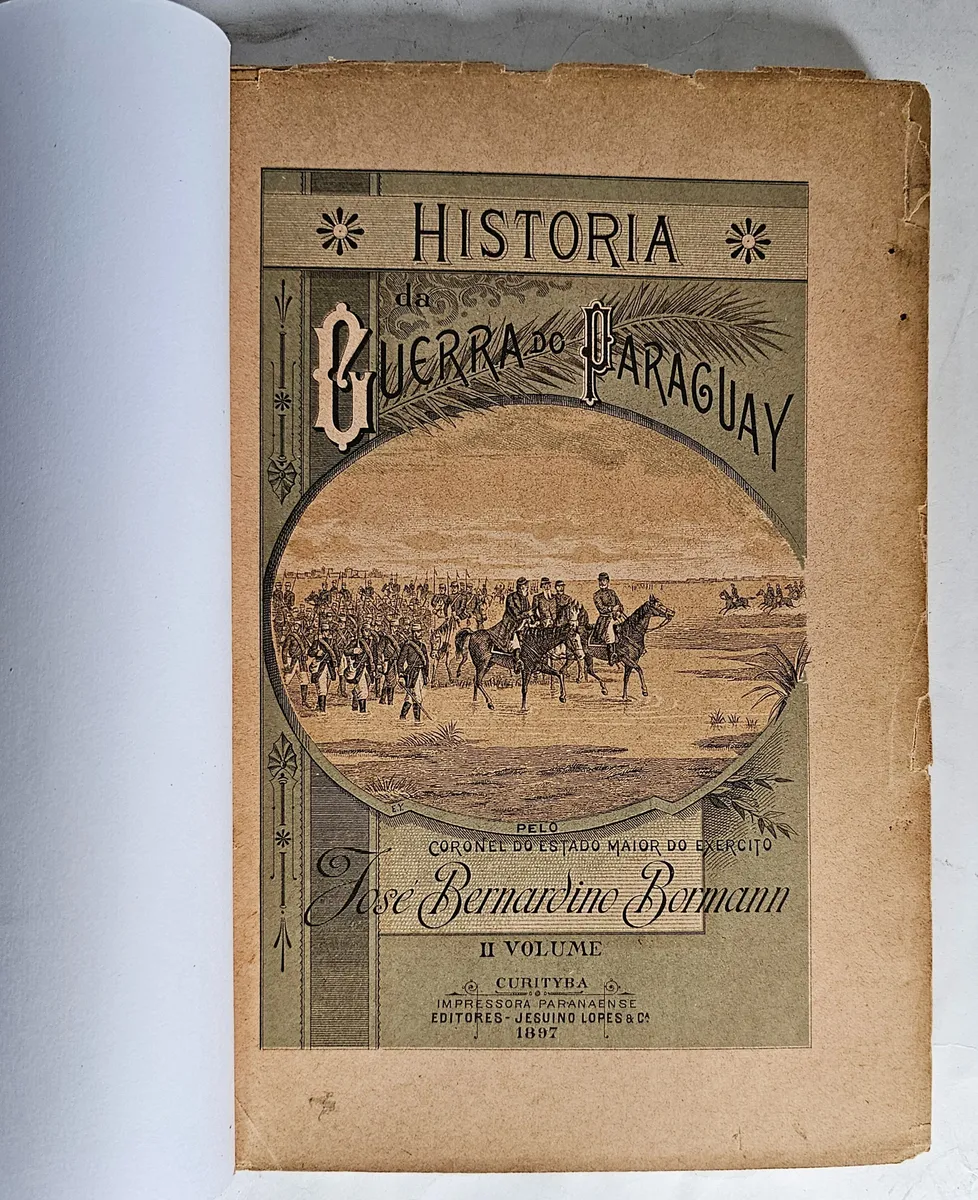 HISTORIA
da
GUERRA DO PARAGUAY
E.Y.
PELO
CORONEL DO ESTADO MAIOR DO EXERCITO
José Bernardino Bormann
II VOLUME
CURITYBA
IMPRESSORA PARANAENSE
EDITORES - JESUINO LOPES & Cª
1897